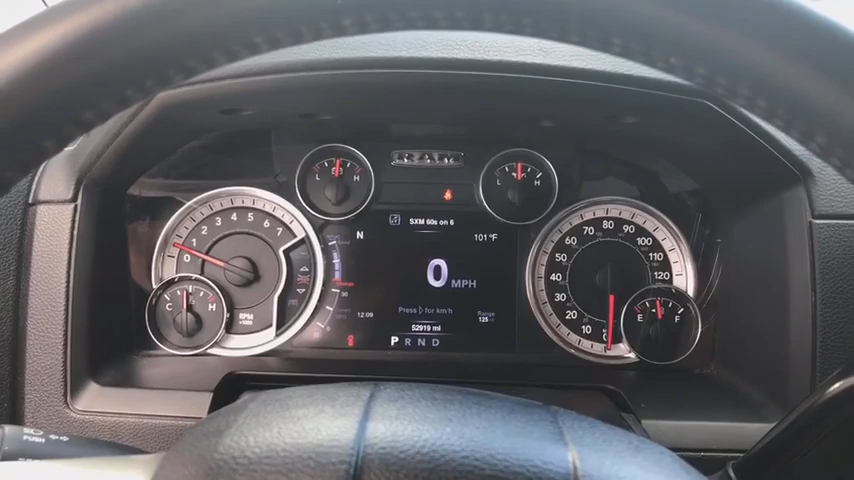 RAM
L H
L H
SXM 60s on 6
N
101 °F
0 1 2 3 4 5 6 7
RPM
x1000
C H
0 MPH
10 20 30 40 50 60 70 80 90 100 110 120
E F
Press ▷ for km/h
Range
125
12:09
52919 mi
P R N D
PUSH